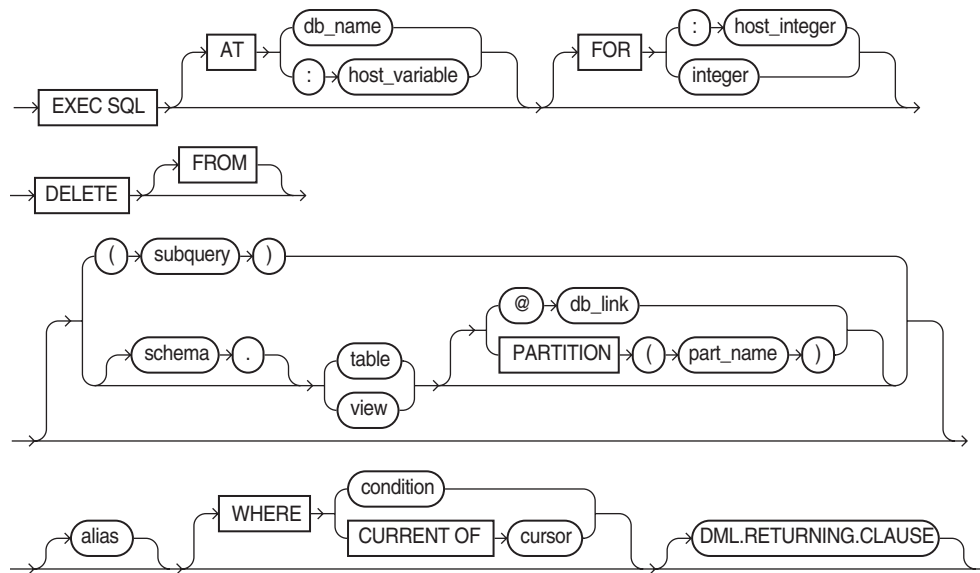 EXEC SQL AT db_name : host_variable FOR : host_integer integer
DELETE FROM
( subquery )
schema . table view @ db_link PARTITION ( part_name )
alias WHERE condition CURRENT OF cursor DML.RETURNING.CLAUSE